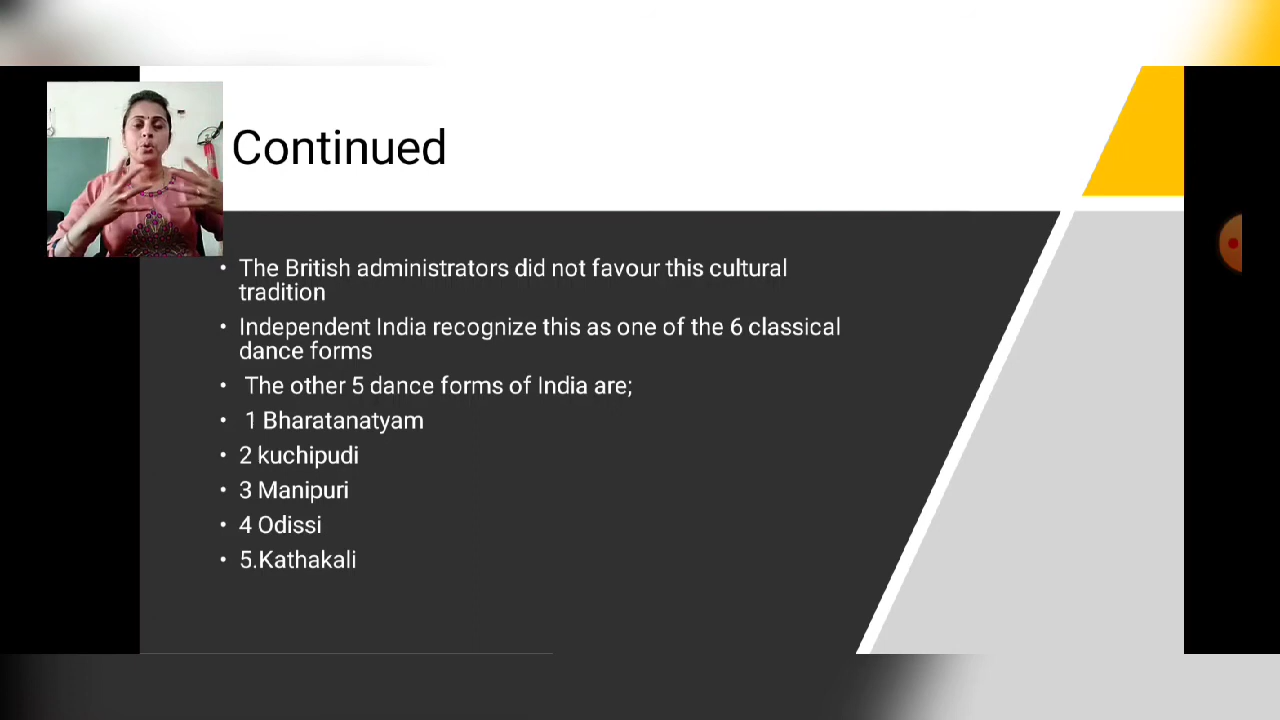 Continued
• The British administrators did not favour this cultural
tradition
• Independent India recognize this as one of the 6 classical
dance forms
• The other 5 dance forms of India are;
• 1 Bharatanatyam
• 2 kuchipudi
• 3 Manipuri
• 4 Odissi
• 5.Kathakali